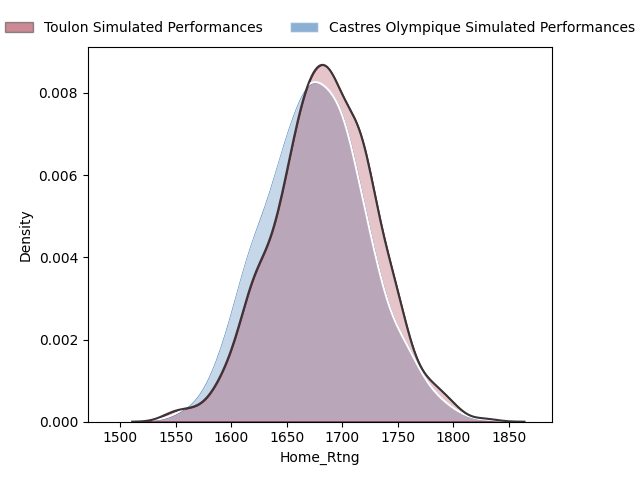 Toulon Simulated Performances
Castres Olympique Simulated Performances
Density
0.008
0.006
0.004
0.002
0.000
1500 1550 1600 1650 1700 1750 1800 1850
Home_Rtng